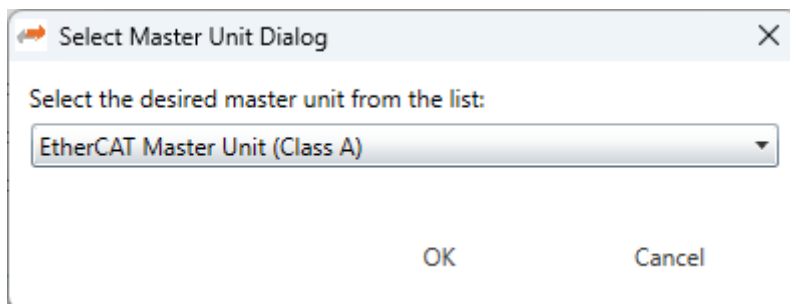 Select Master Unit Dialog
Select the desired master unit from the list:
EtherCAT Master Unit (Class A)
OK Cancel